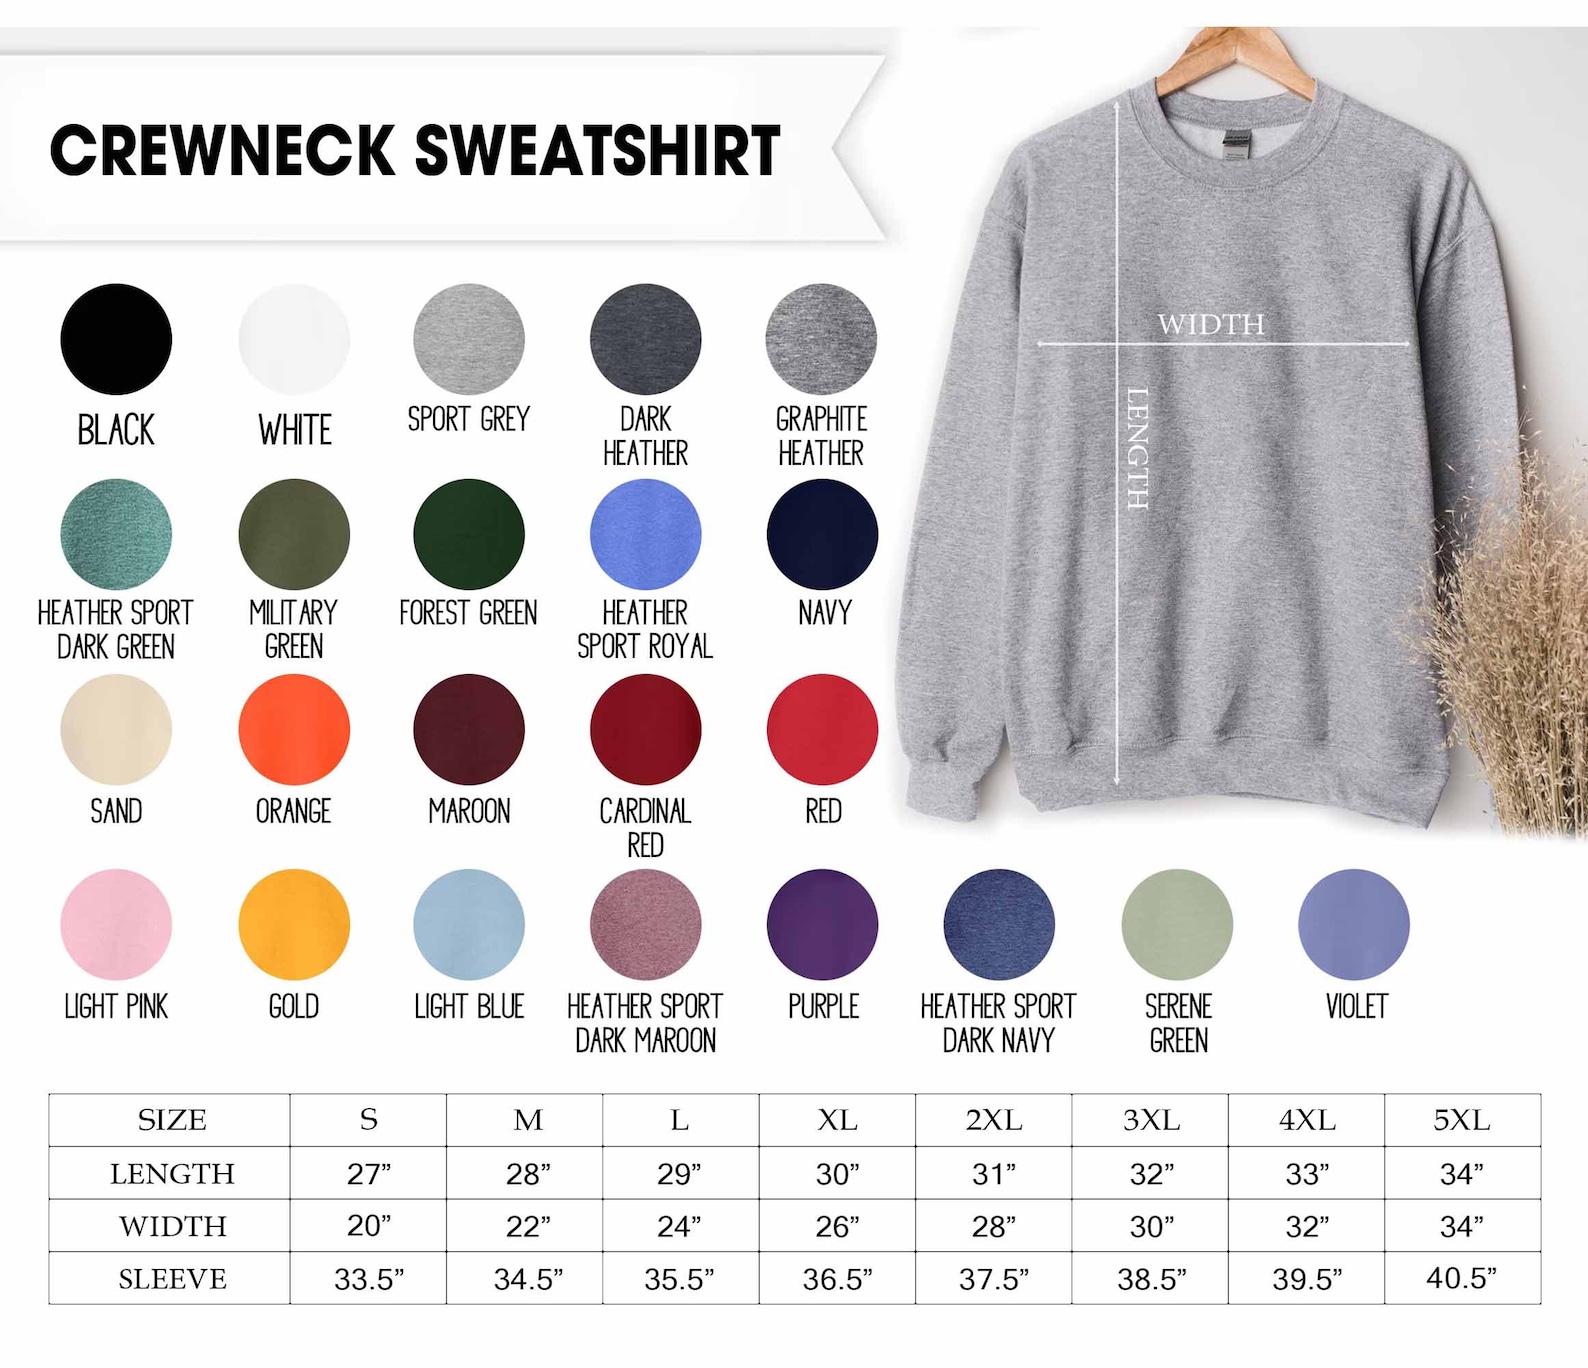 CREWNECK SWEATSHIRT
WIDTH
LENGTH
BLACK
WHITE
SPORT GREY
DARK
HEATHER
GRAPHITE
HEATHER
HEATHER SPORT
DARK GREEN
MILITARY
GREEN
FOREST GREEN
HEATHER
SPORT ROYAL
NAVY
SAND
ORANGE
MAROON
CARDINAL
RED
RED
LIGHT PINK
GOLD
LIGHT BLUE
HEATHER SPORT
DARK MAROON
PURPLE
HEATHER SPORT
DARK NAVY
SERENE
GREEN
VIOLET
SIZE S M L XL 2XL 3XL 4XL 5XL
LENGTH 27” 28” 29” 30” 31” 32” 33” 34”
WIDTH 20” 22” 24” 26” 28” 30” 32” 34”
SLEEVE 33.5” 34.5” 35.5” 36.5” 37.5” 38.5” 39.5” 40.5”